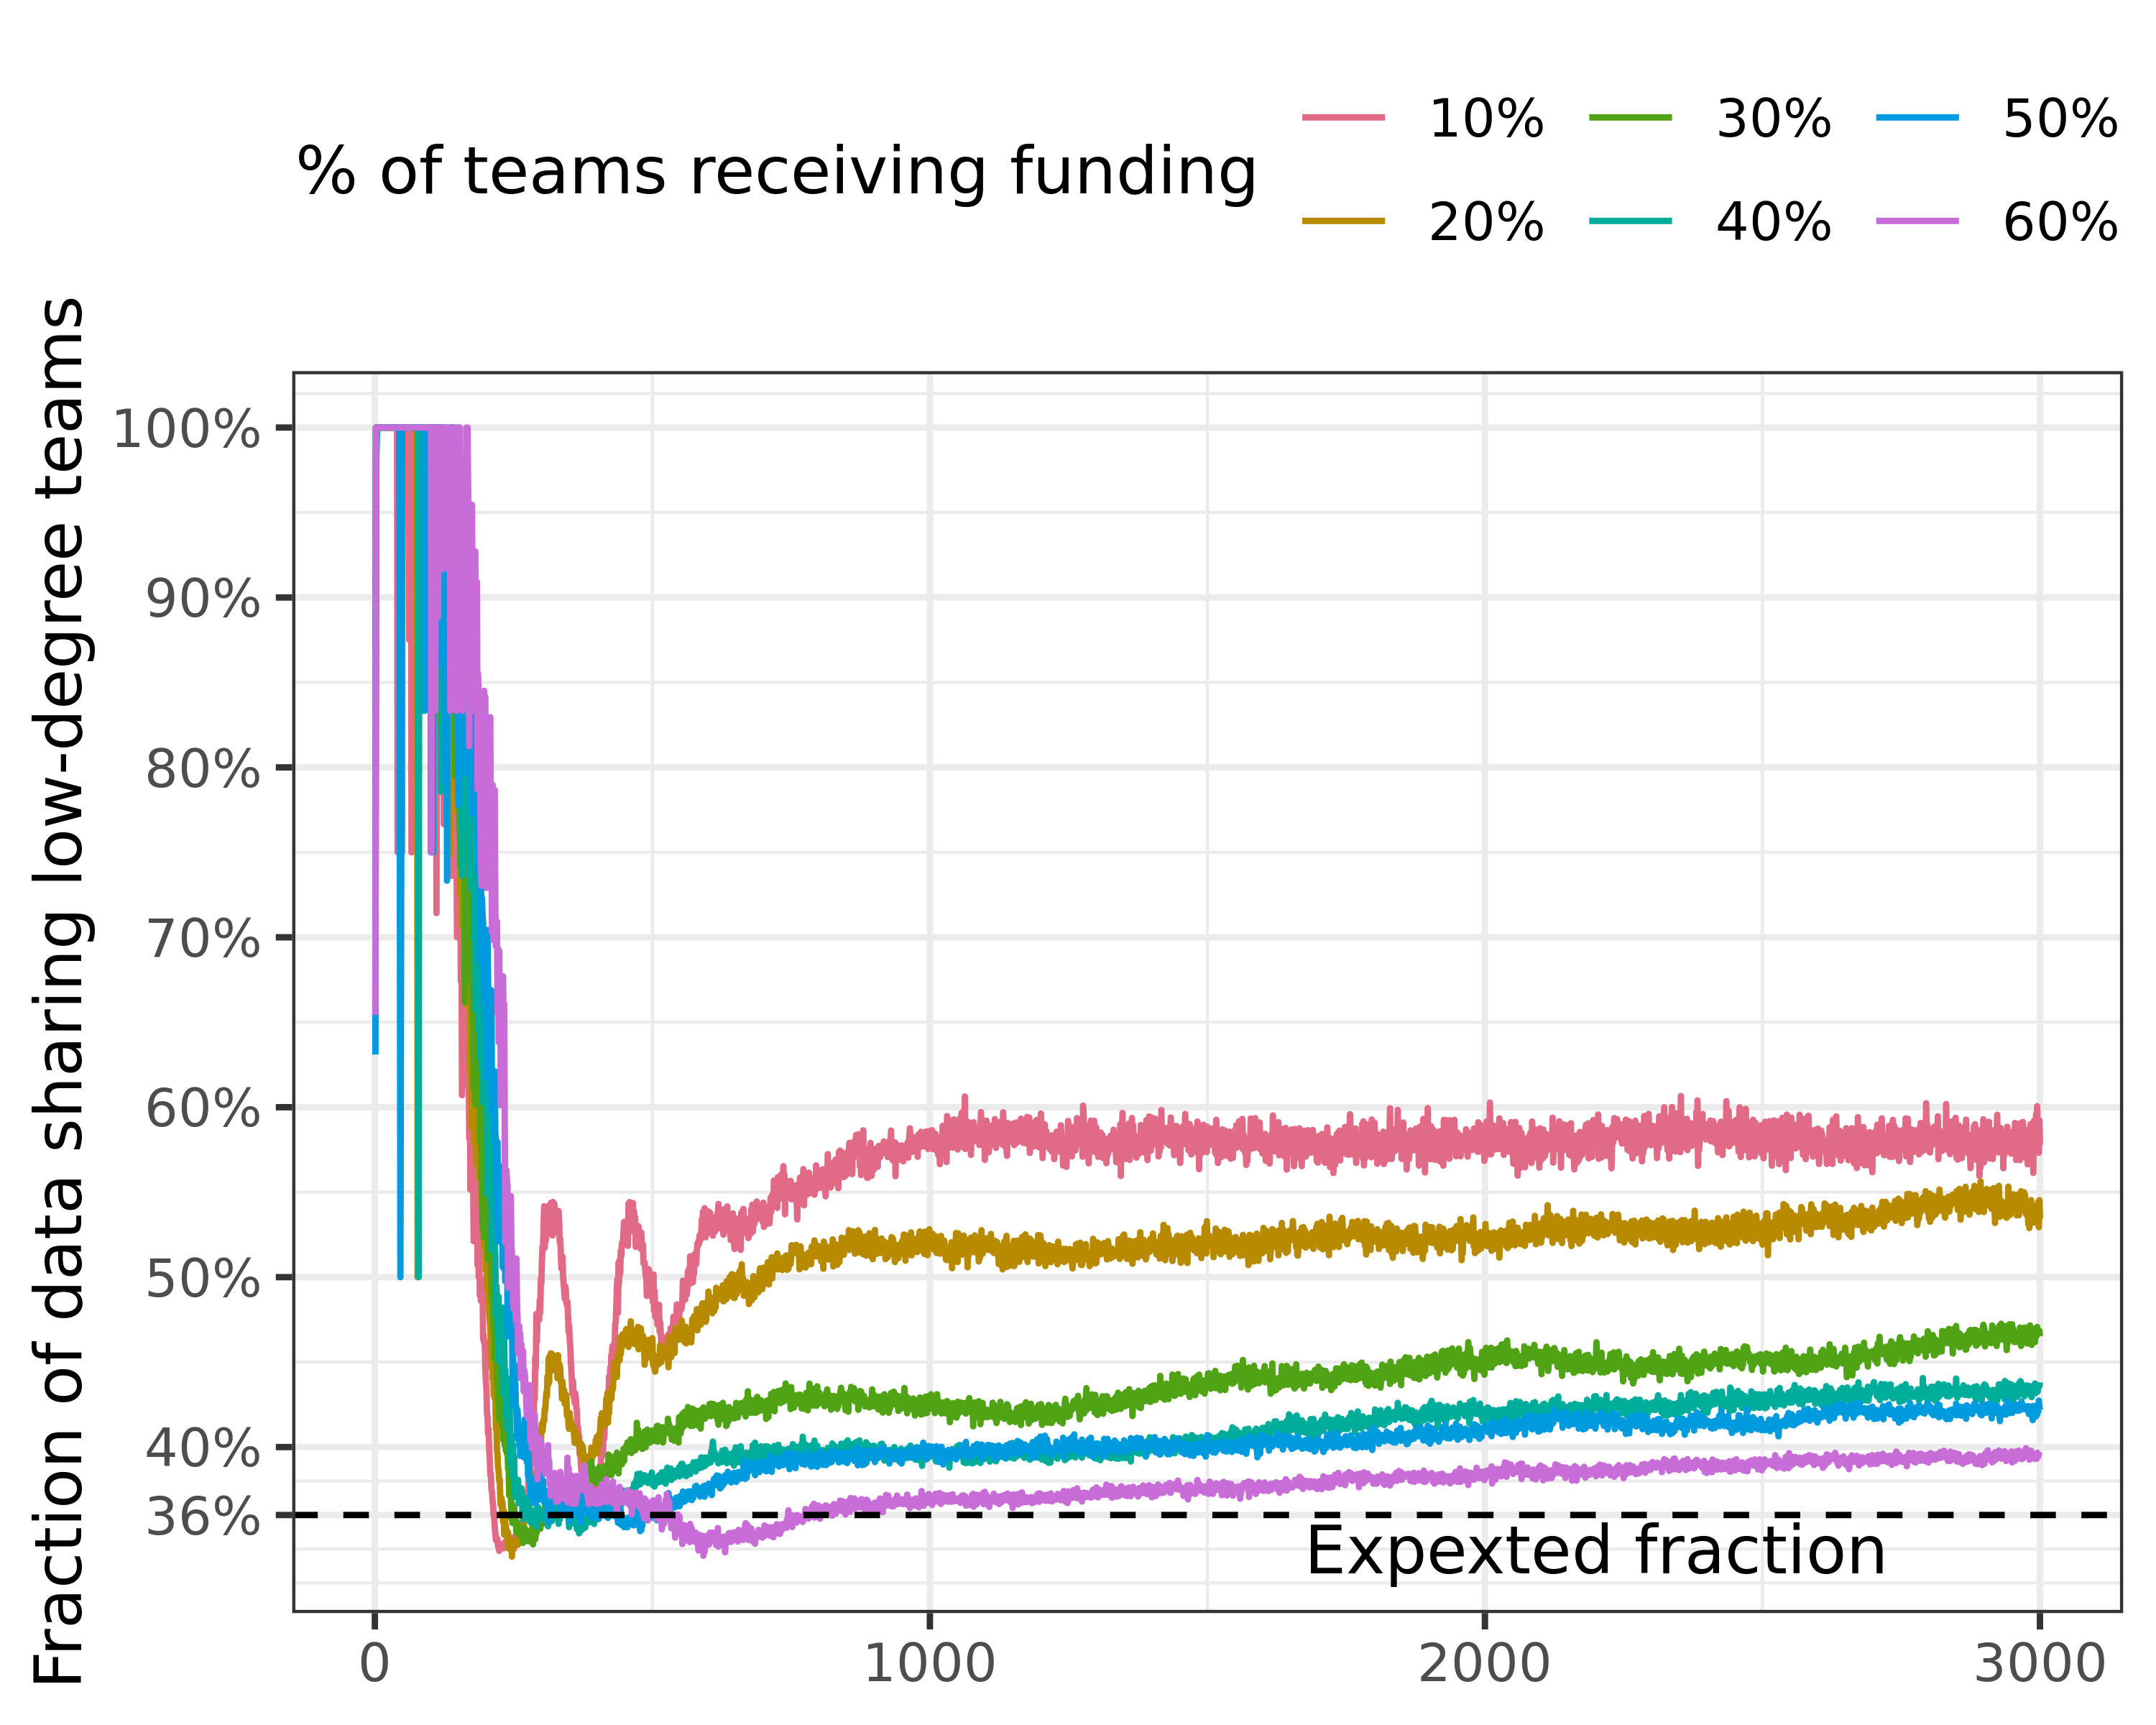 % of teams receiving funding
10% 30% 50%
20% 40% 60%
Fraction of data sharing low-degree teams
100%
90%
80%
70%
60%
50%
40%
36%
Expexted fraction
0 1000 2000 3000